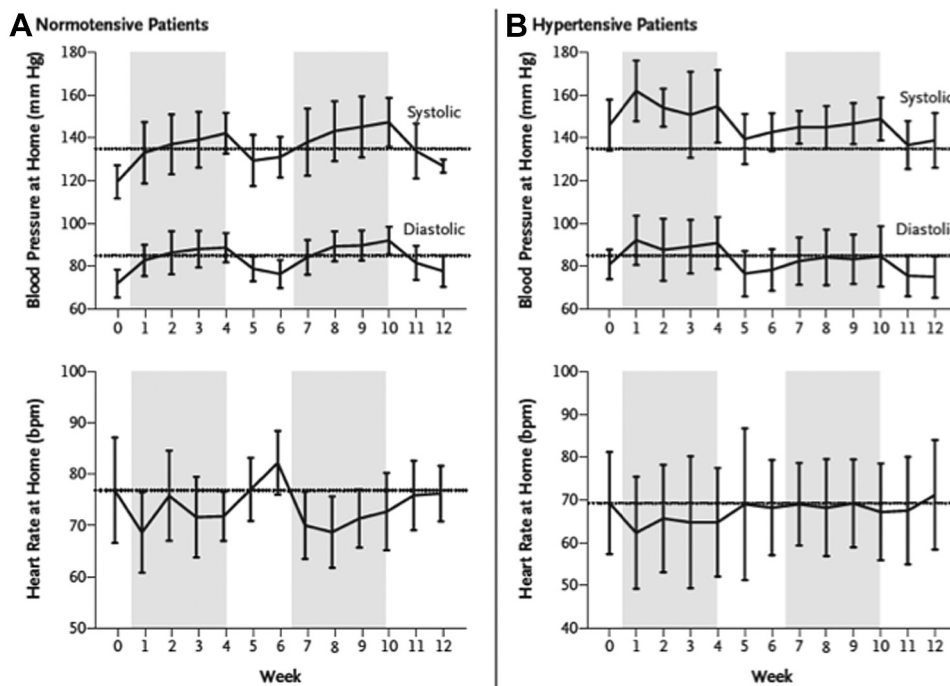 A Normotensive Patients
Blood Pressure at Home (mm Hg)
180
160
140
120
100
80
60
Systolic
Diastolic
0 1 2 3 4 5 6 7 8 9 10 11 12
Heart Rate at Home (bpm)
100
90
80
70
60
50
0 1 2 3 4 5 6 7 8 9 10 11 12
Week
B Hypertensive Patients
Blood Pressure at Home (mm Hg)
180
160
140
120
100
80
60
Systolic
Diastolic
0 1 2 3 4 5 6 7 8 9 10 11 12
Heart Rate at Home (bpm)
100
90
80
70
60
50
40
0 1 2 3 4 5 6 7 8 9 10 11 12
Week